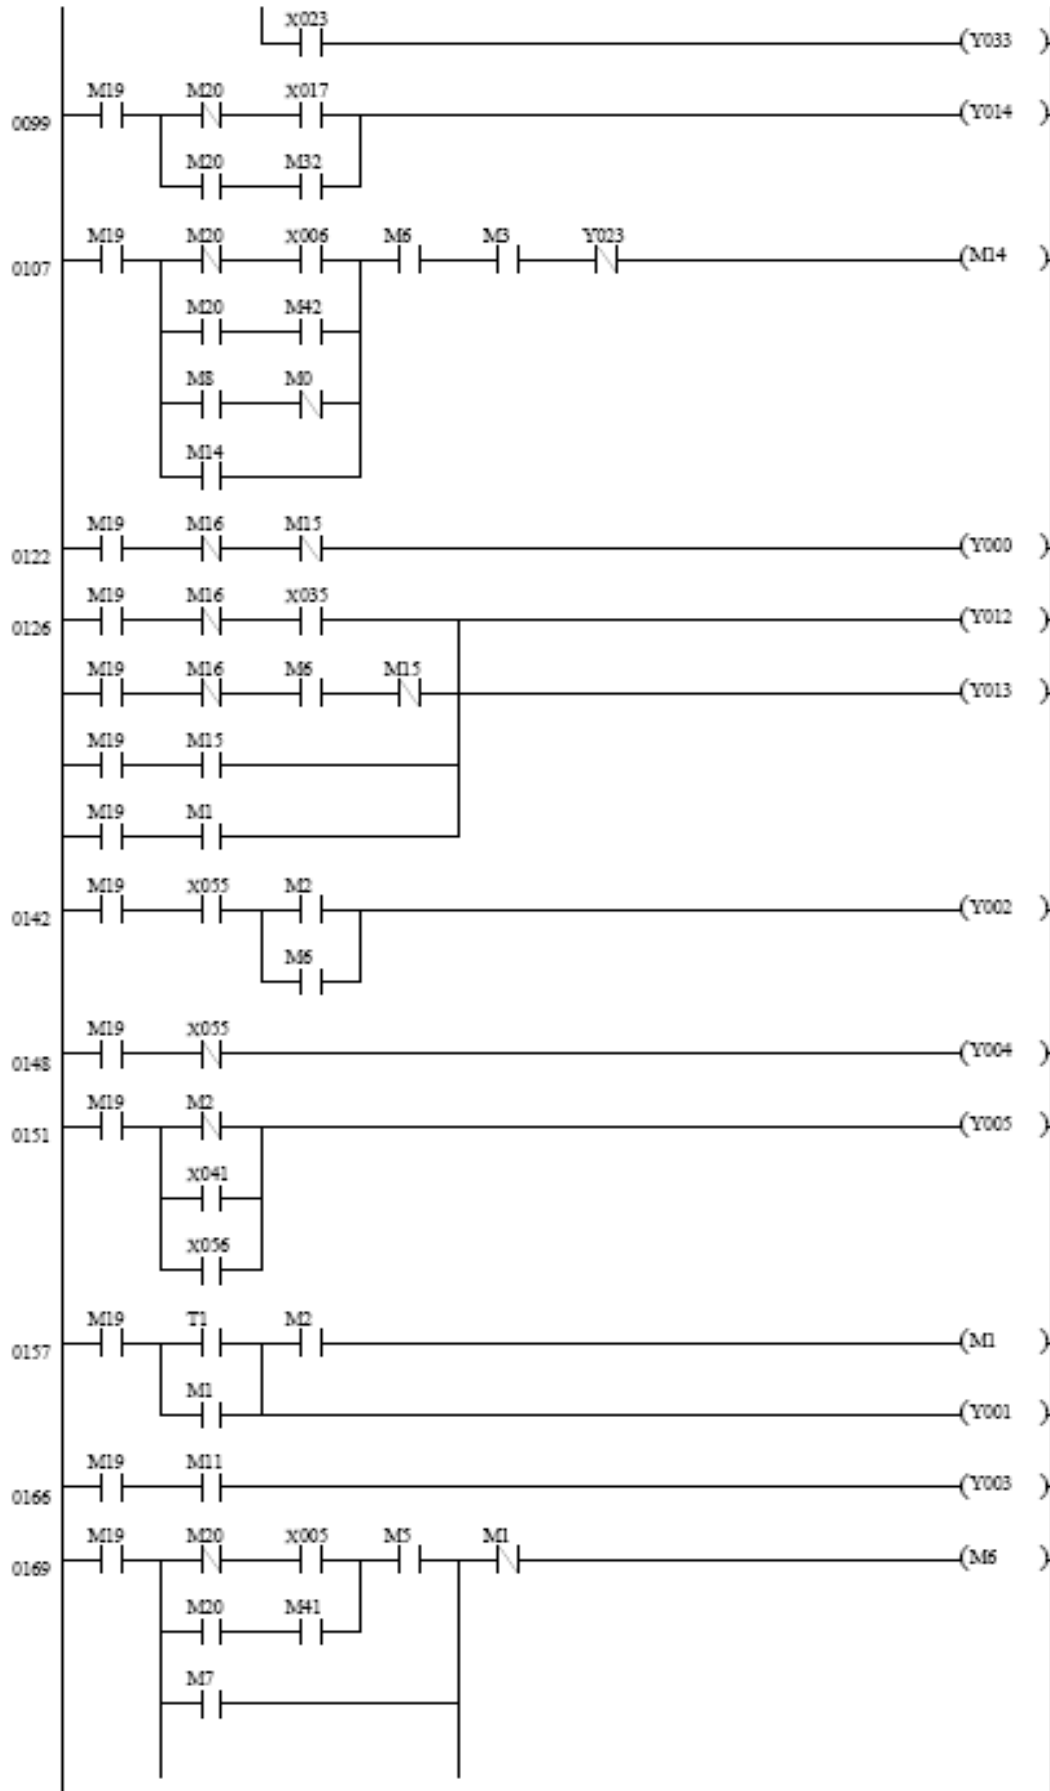 X023
(Y033 )
M19 M20 X017
0099 (Y014 )
M20 M32
M19 M20 X006 M6 M3 Y023
0107 (M14 )
M20 M42
M8 M0
M14
M19 M16 M15
0122 (Y000 )
M19 M16 X035
0126 (Y012 )
M19 M16 M6 M15
(Y013 )
M19 M15
M19 M1
M19 X055 M2
0142 (Y002 )
M6
M19 X055
0148 (Y004 )
M19 M2
0151 (Y005 )
X041
X056
M19 T1 M2
0157 (M1 )
M1
(Y001 )
M19 M11
0166 (Y003 )
M19 M20 X005 M5 M1
0169 (M6 )
M20 M41
M7